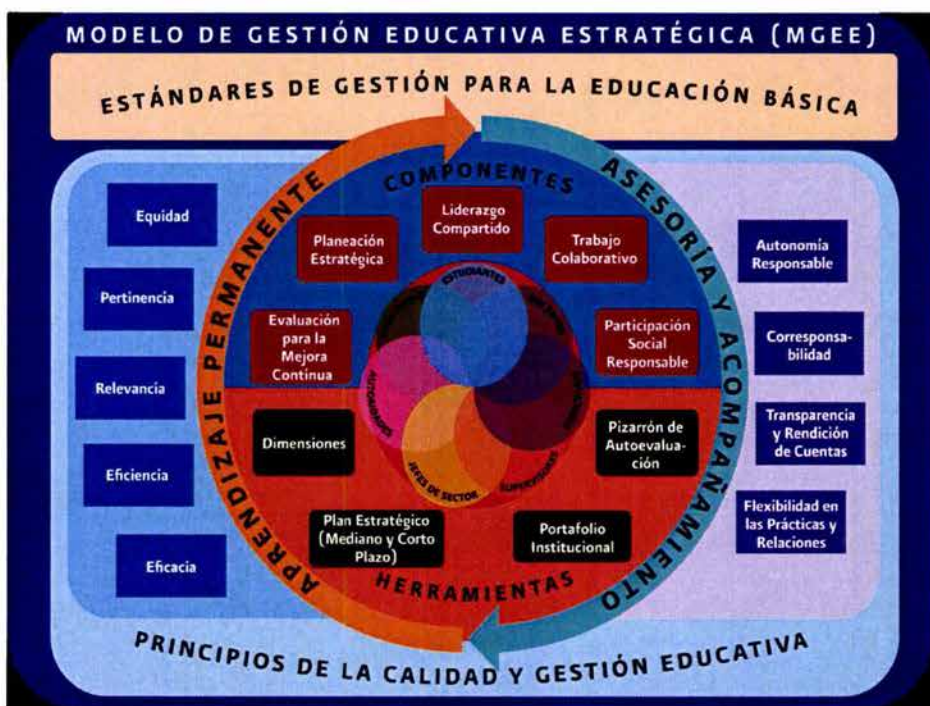 MODELO DE GESTIÓN EDUCATIVA ESTRATÉGICA (MGEE)
ESTÁNDARES DE GESTIÓN PARA LA EDUCACIÓN BÁSICA
APRENDIZAJE PERMANENTE
ASESORÍA Y ACOMPAÑAMIENTO
COMPONENTES
Equidad
Pertinencia
Relevancia
Eficiencia
Eficacia
Evaluación
para la
Mejora
Continua
Planeación
Estratégica
Liderazgo
Compartido
Trabajo
Colaborativo
Participación
Social
Responsable
ESTUDIANTES
SUPERVISORES
JEFES DE SECTOR
AUTORIDADES
Dimensiones
Plan Estratégico
(Mediano y Corto
Plazo)
Portafolio
Institucional
Pizarrón de
Autoevalua-
ción
HERRAMIENTAS
Autonomía
Responsable
Corresponsa-
bilidad
Transparencia
y Rendición
de Cuentas
Flexibilidad en
las Prácticas y
Relaciones
PRINCIPIOS DE LA CALIDAD Y GESTIÓN EDUCATIVA